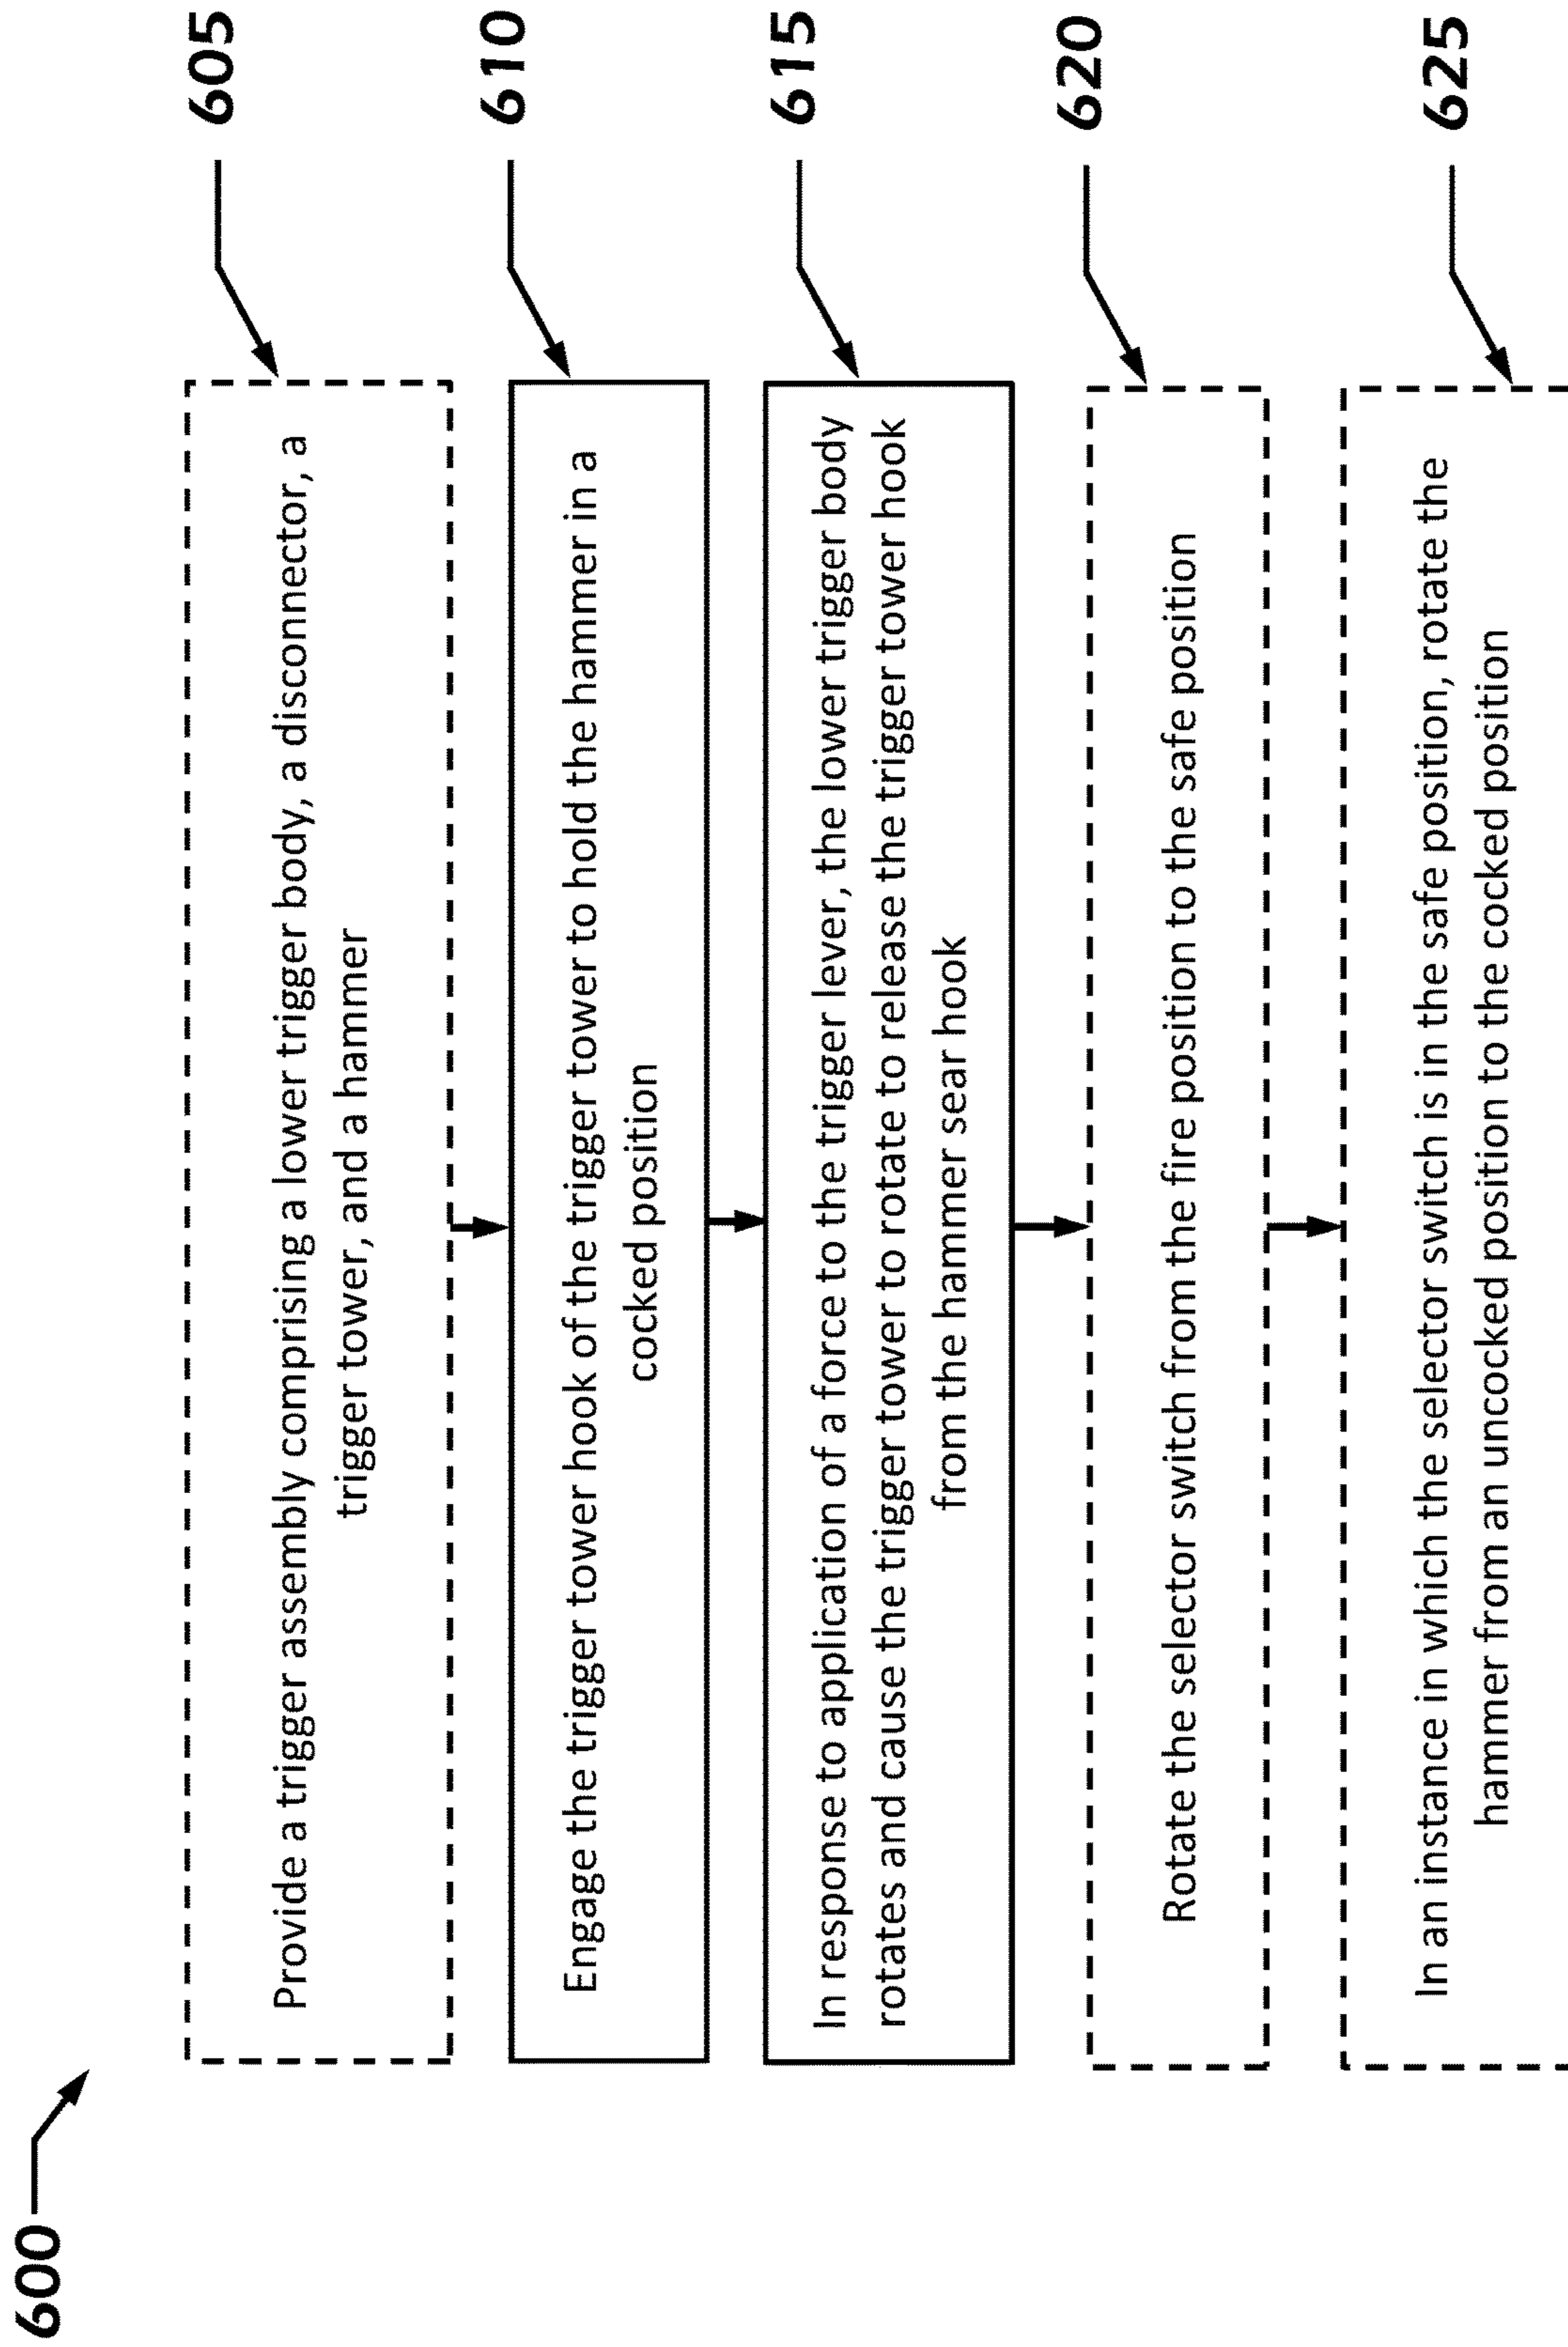 600
605
Provide a trigger assembly comprising a lower trigger body, a disconnector, a
trigger tower, and a hammer
610
Engage the trigger tower hook of the trigger tower to hold the hammer in a
cocked position
615
In response to application of a force to the trigger lever, the lower trigger body
rotates and cause the trigger tower to rotate to release the trigger tower hook
from the hammer sear hook
620
Rotate the selector switch from the fire position to the safe position
625
In an instance in which the selector switch is in the safe position, rotate the
hammer from an uncocked position to the cocked position